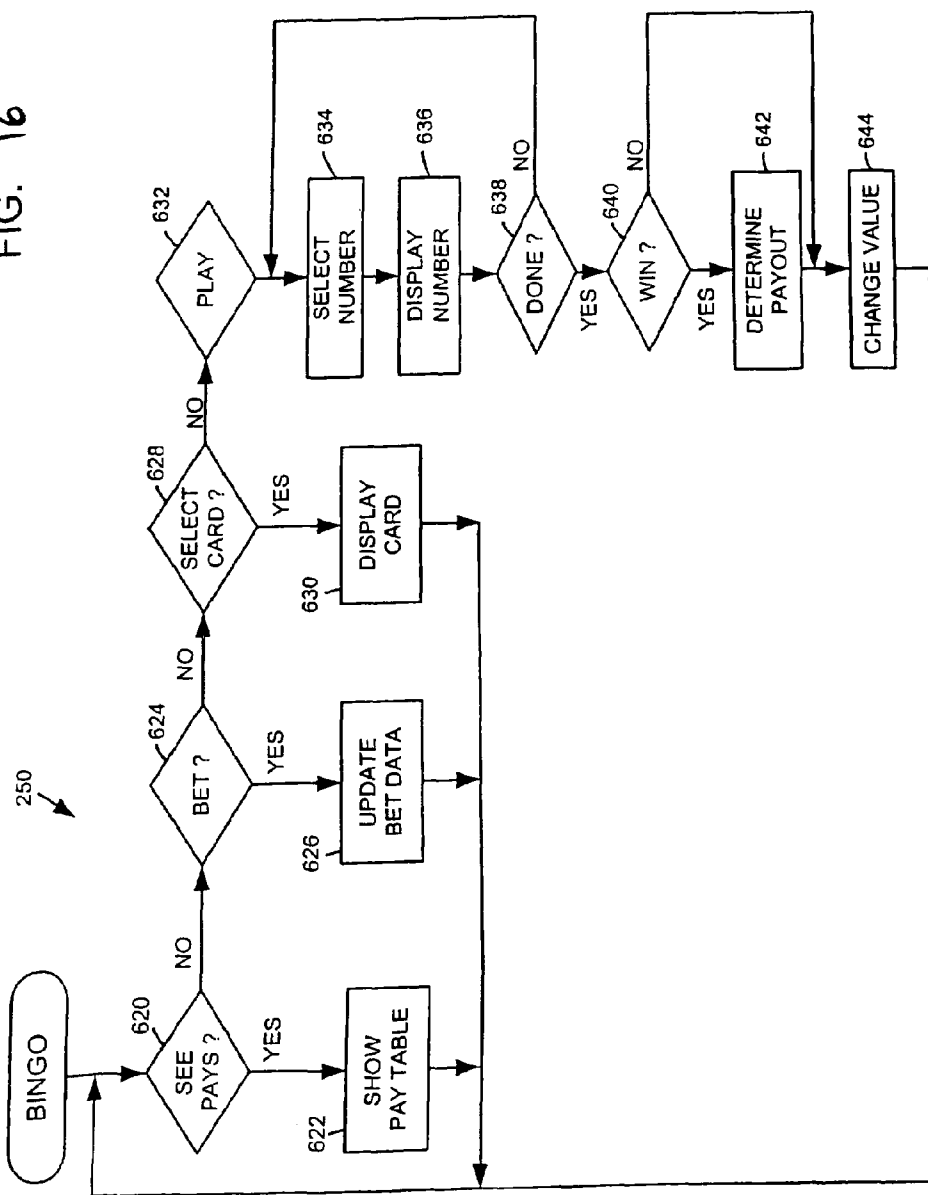 FIG. 16
250
BINGO
620
SEE
PAYS ?
YES
NO
622
SHOW
PAY TABLE
624
BET ?
YES
NO
626
UPDATE
BET DATA
628
SELECT
CARD ?
YES
NO
630
DISPLAY
CARD
632
PLAY
634
SELECT
NUMBER
636
DISPLAY
NUMBER
638
DONE ?
NO
YES
640
WIN ?
NO
YES
642
DETERMINE
PAYOUT
644
CHANGE VALUE